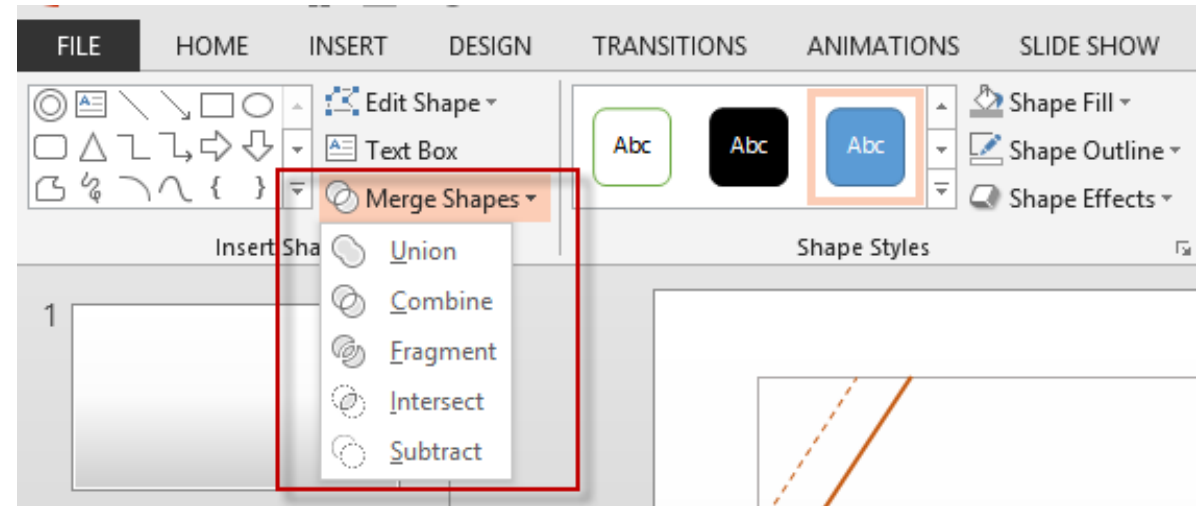 FILE HOME INSERT DESIGN TRANSITIONS ANIMATIONS SLIDE SHOW
Edit Shape
Text Box
Merge Shapes
Abc Abc Abc
Shape Fill
Shape Outline
Shape Effects
Insert Sha
Shape Styles
Union
Combine
Fragment
Intersect
Subtract
1